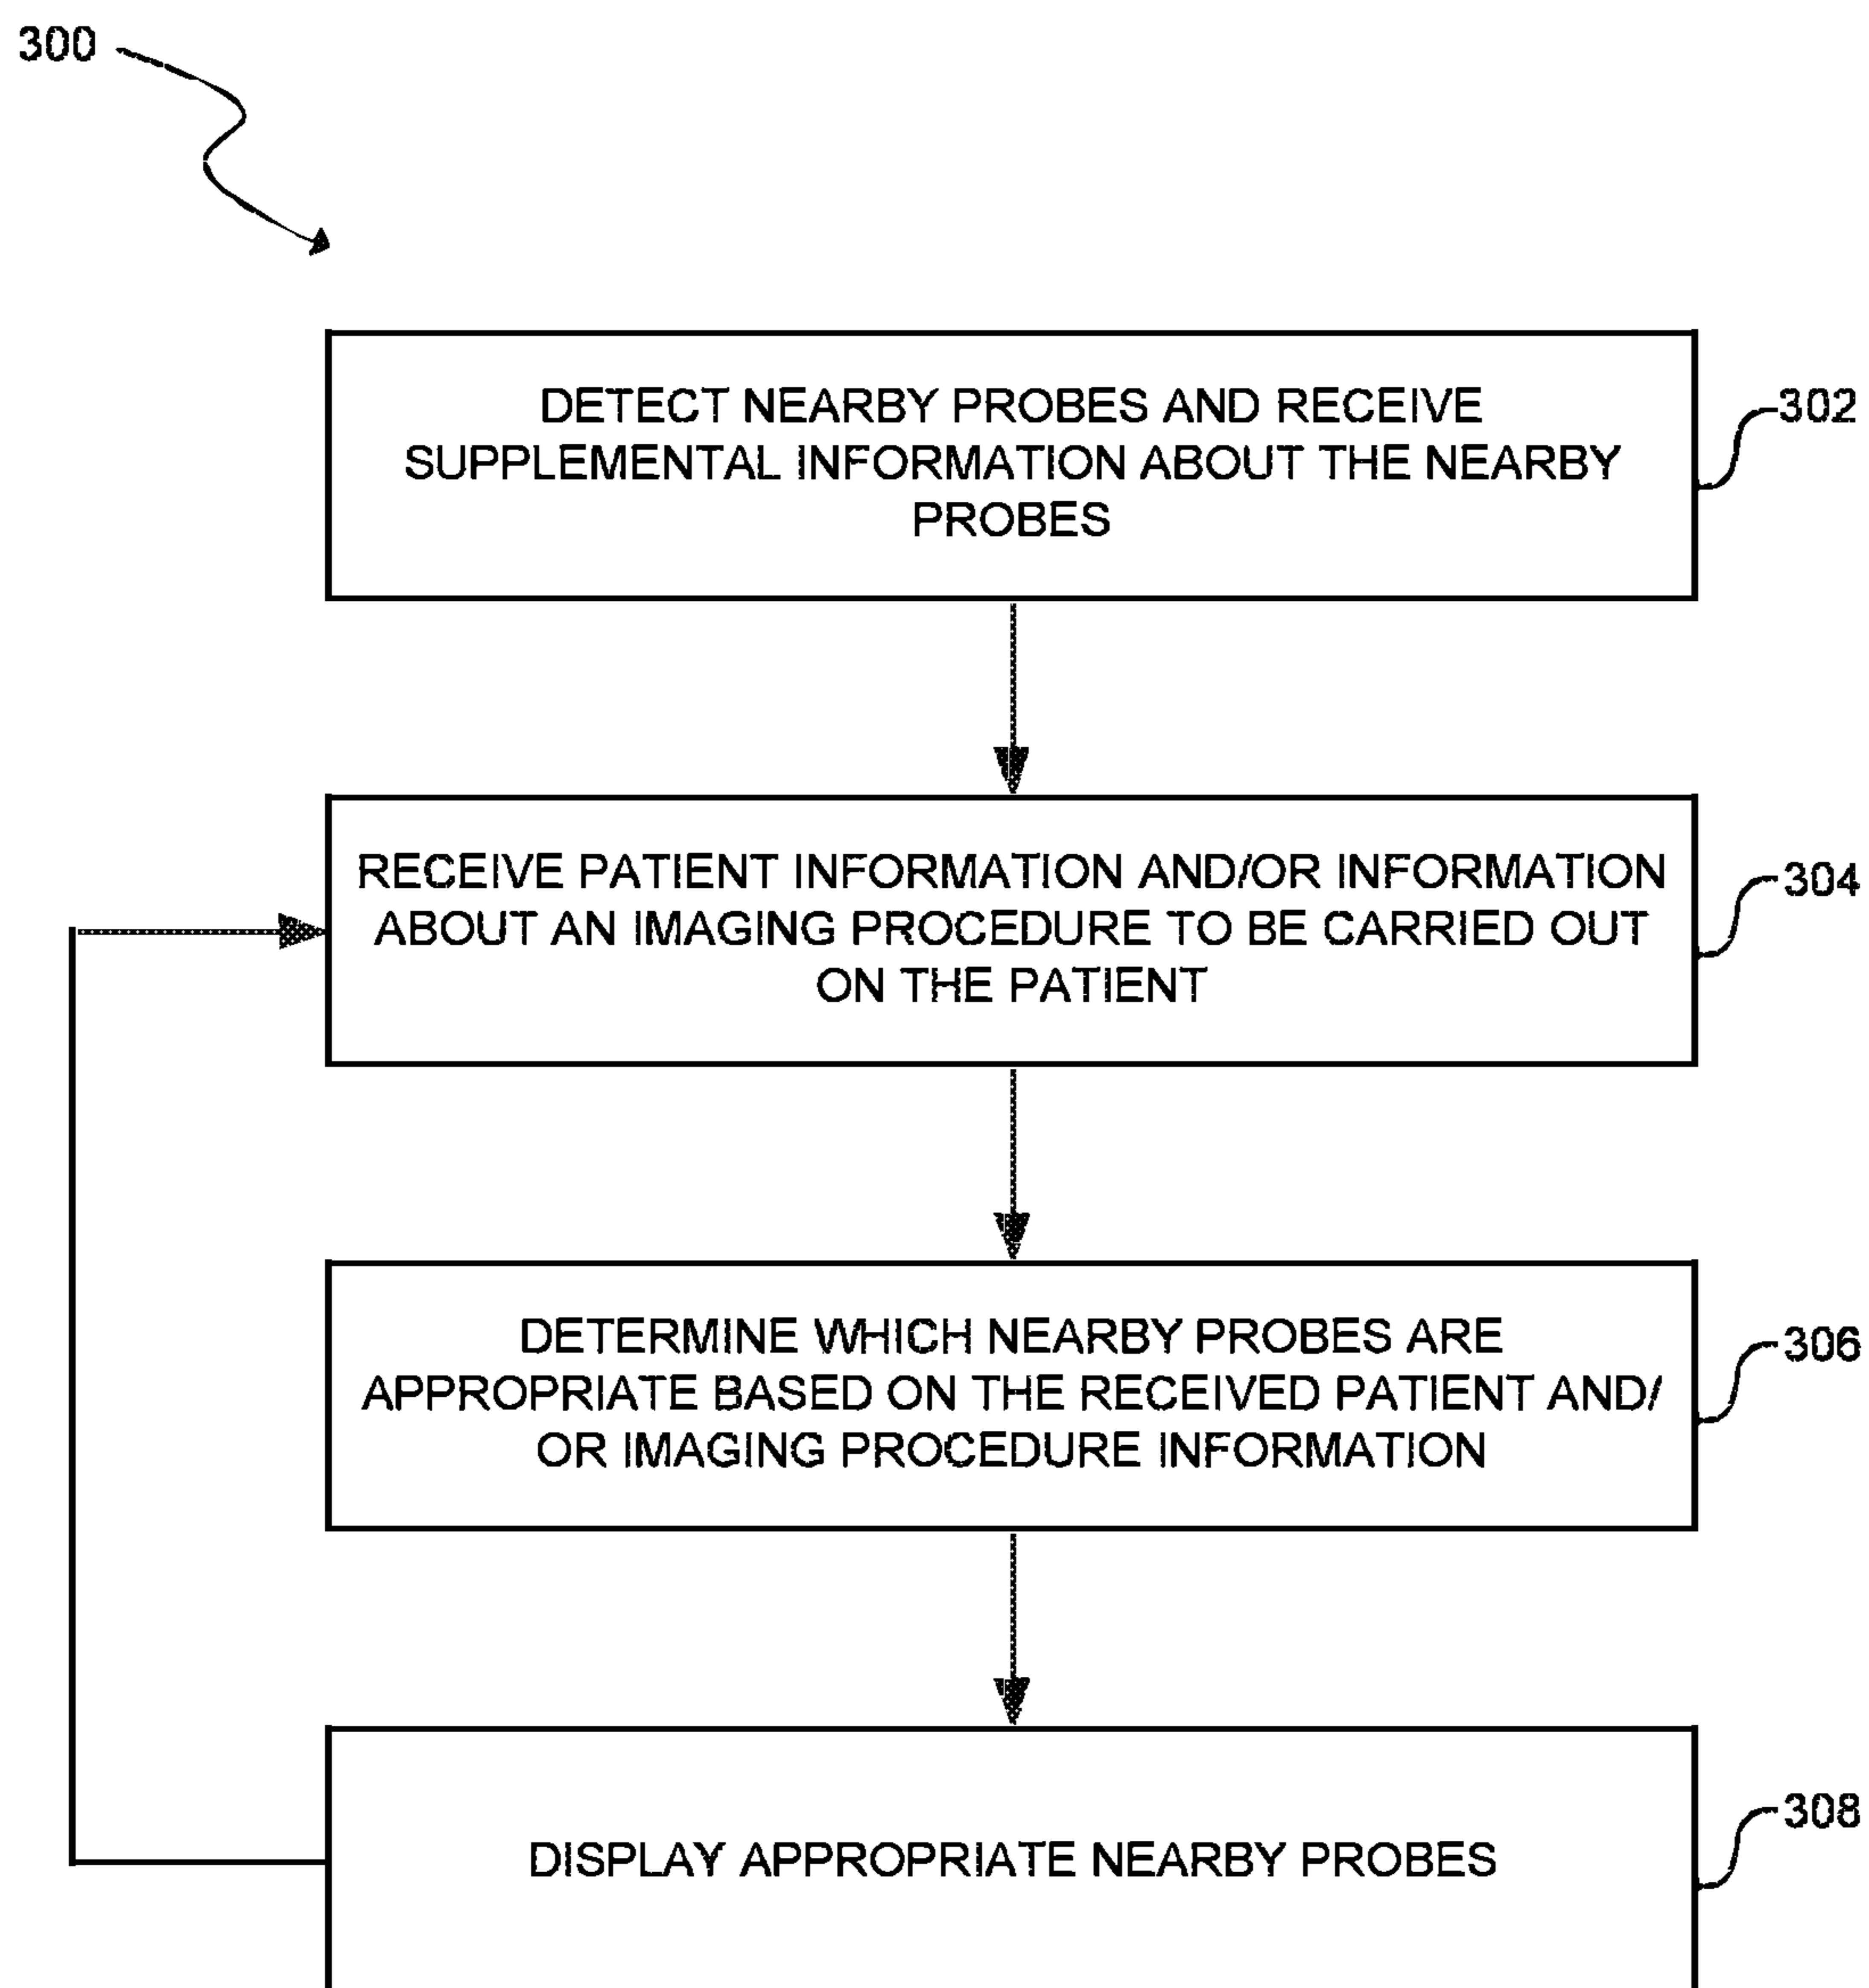 300
DETECT NEARBY PROBES AND RECEIVE
SUPPLEMENTAL INFORMATION ABOUT THE NEARBY
PROBES
302
RECEIVE PATIENT INFORMATION AND/OR INFORMATION
ABOUT AN IMAGING PROCEDURE TO BE CARRIED OUT
ON THE PATIENT
304
DETERMINE WHICH NEARBY PROBES ARE
APPROPRIATE BASED ON THE RECEIVED PATIENT AND/
OR IMAGING PROCEDURE INFORMATION
306
DISPLAY APPROPRIATE NEARBY PROBES
308